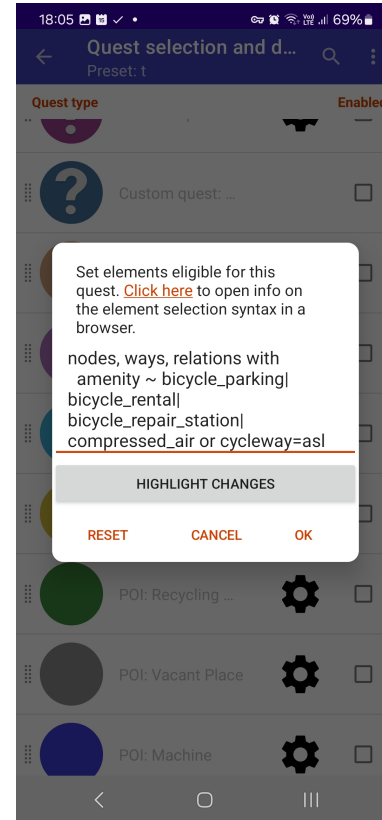 18:05
69%
Quest selection and d...
Preset: t
Quest type
Enabled
Custom quest: ...
Set elements eligible for this
quest. Click here to open info on
the element selection syntax in a
browser.
nodes, ways, relations with
amenity ~ bicycle_parking|
bicycle_rental|
bicycle_repair_station|
compressed_air or cycleway=asl
HIGHLIGHT CHANGES
RESET
CANCEL
OK
POI: Recycling ...
POI: Vacant Place
POI: Machine